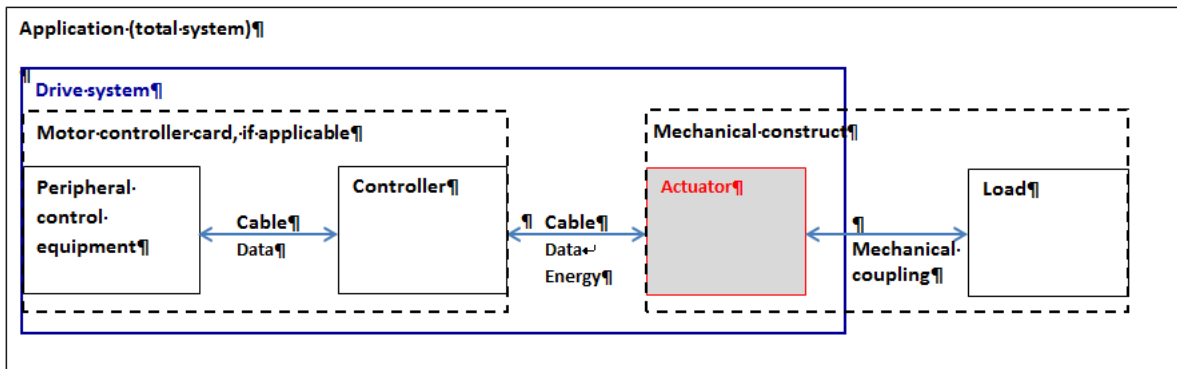 Application·(total·system)¶
¶
Drive·system¶
Motor·controller·card,·if·applicable¶
Mechanical·construct¶
Peripheral·
control·
equipment¶
Cable¶
Data¶
Controller¶
¶
Cable¶
Data↵
Energy¶
Actuator¶
¶
Mechanical·
coupling¶
Load¶